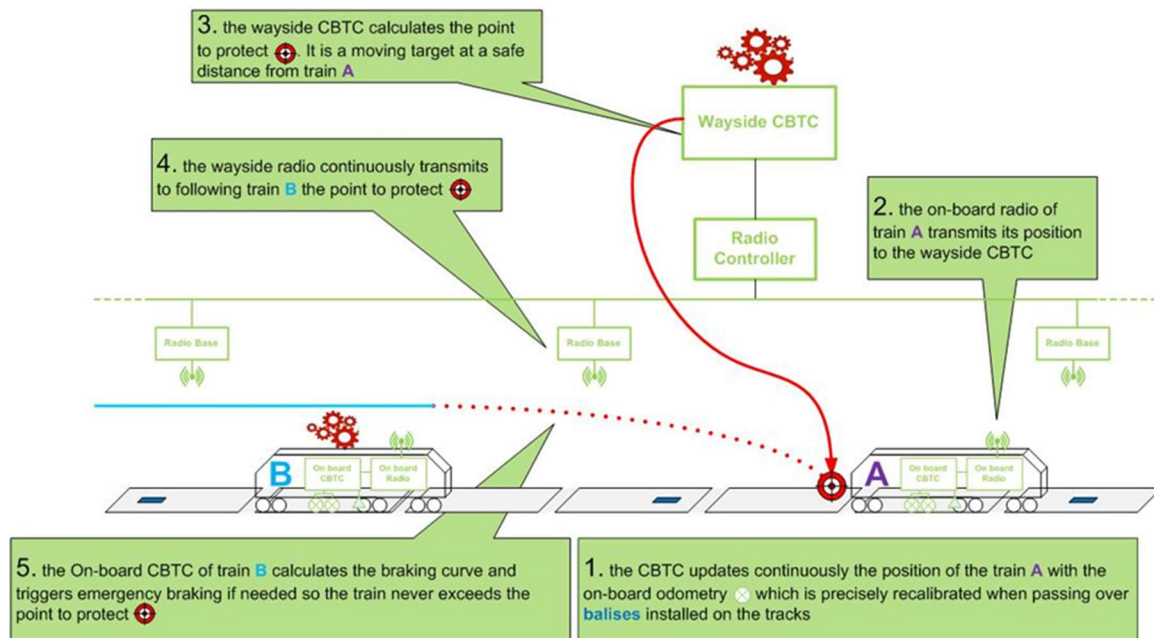 3. the wayside CBTC calculates the point
to protect . It is a moving target at a safe
distance from train A
Wayside CBTC
4. the wayside radio continuously transmits
to following train B the point to protect
2. the on-board radio of
train A transmits its position
to the wayside CBTC
Radio
Controller
Radio Base
Radio Base
Radio Base
B
On board
CBTC
On board
Radio
A
On board
CBTC
On board
Radio
5. the On-board CBTC of train B calculates the braking curve and
triggers emergency braking if needed so the train never exceeds the
point to protect
1. the CBTC updates continuously the position of the train A with the
on-board odometry which is precisely recalibrated when passing over
balises installed on the tracks